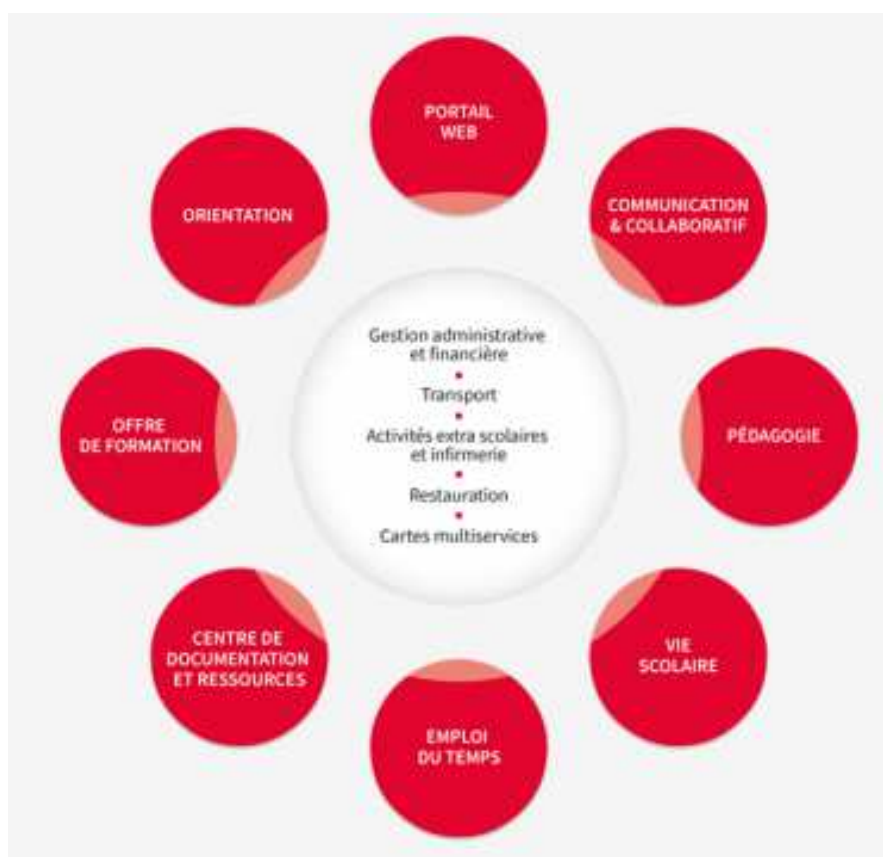 PORTAIL
WEB
COMMUNICATION
& COLLABORATIF
PÉDAGOGIE
VIE
SCOLAIRE
EMPLOI
DU TEMPS
CENTRE DE
DOCUMENTATION
ET RESSOURCES
OFFRE
DE FORMATION
ORIENTATION
Gestion administrative
et financière
Transport
Activités extra scolaires
et infirmerie
Restauration
Cartes multiservices